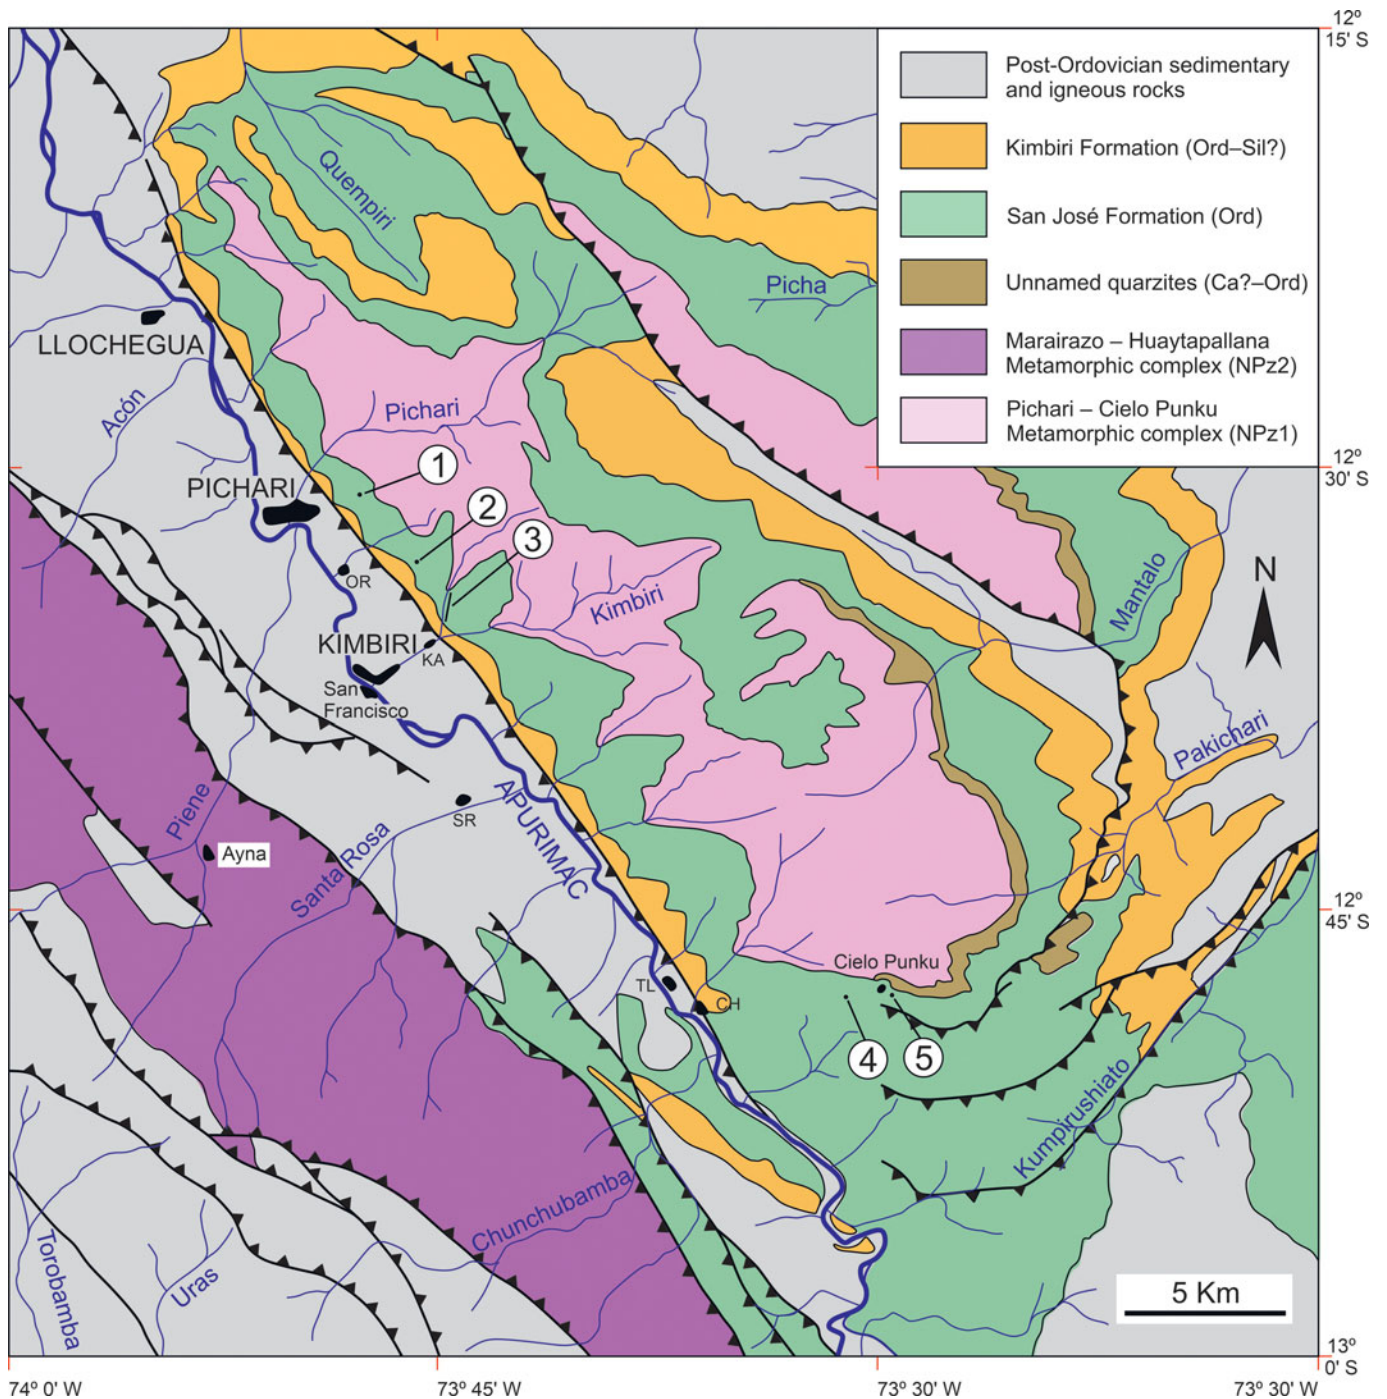 12º
15' S
Post-Ordovician sedimentary
and igneous rocks
Kimbiri Formation (Ord–Sil?)
San José Formation (Ord)
Unnamed quarzites (Ca?–Ord)
Marairazo – Huaytapallana
Metamorphic complex (NPz2)
Pichari – Cielo Punku
Metamorphic complex (NPz1)
Quempiri
Picha
LLOCHEGUA
Acón
Pichari
1
12º
30' S
PICHARI
2
3
OR
Kimbiri
Mantalo
N
KIMBIRI
KA
San
Francisco
Pakichari
APURIMAC
Piene
SR
Santa Rosa
Ayna
12º
45' S
Cielo Punku
TL
CH
4
5
Kumpirushiato
Chunchubamba
Torobamba
Uras
5 Km
13º
0' S
74º 0' W
73º 45' W
73º 30' W
73º 30' W